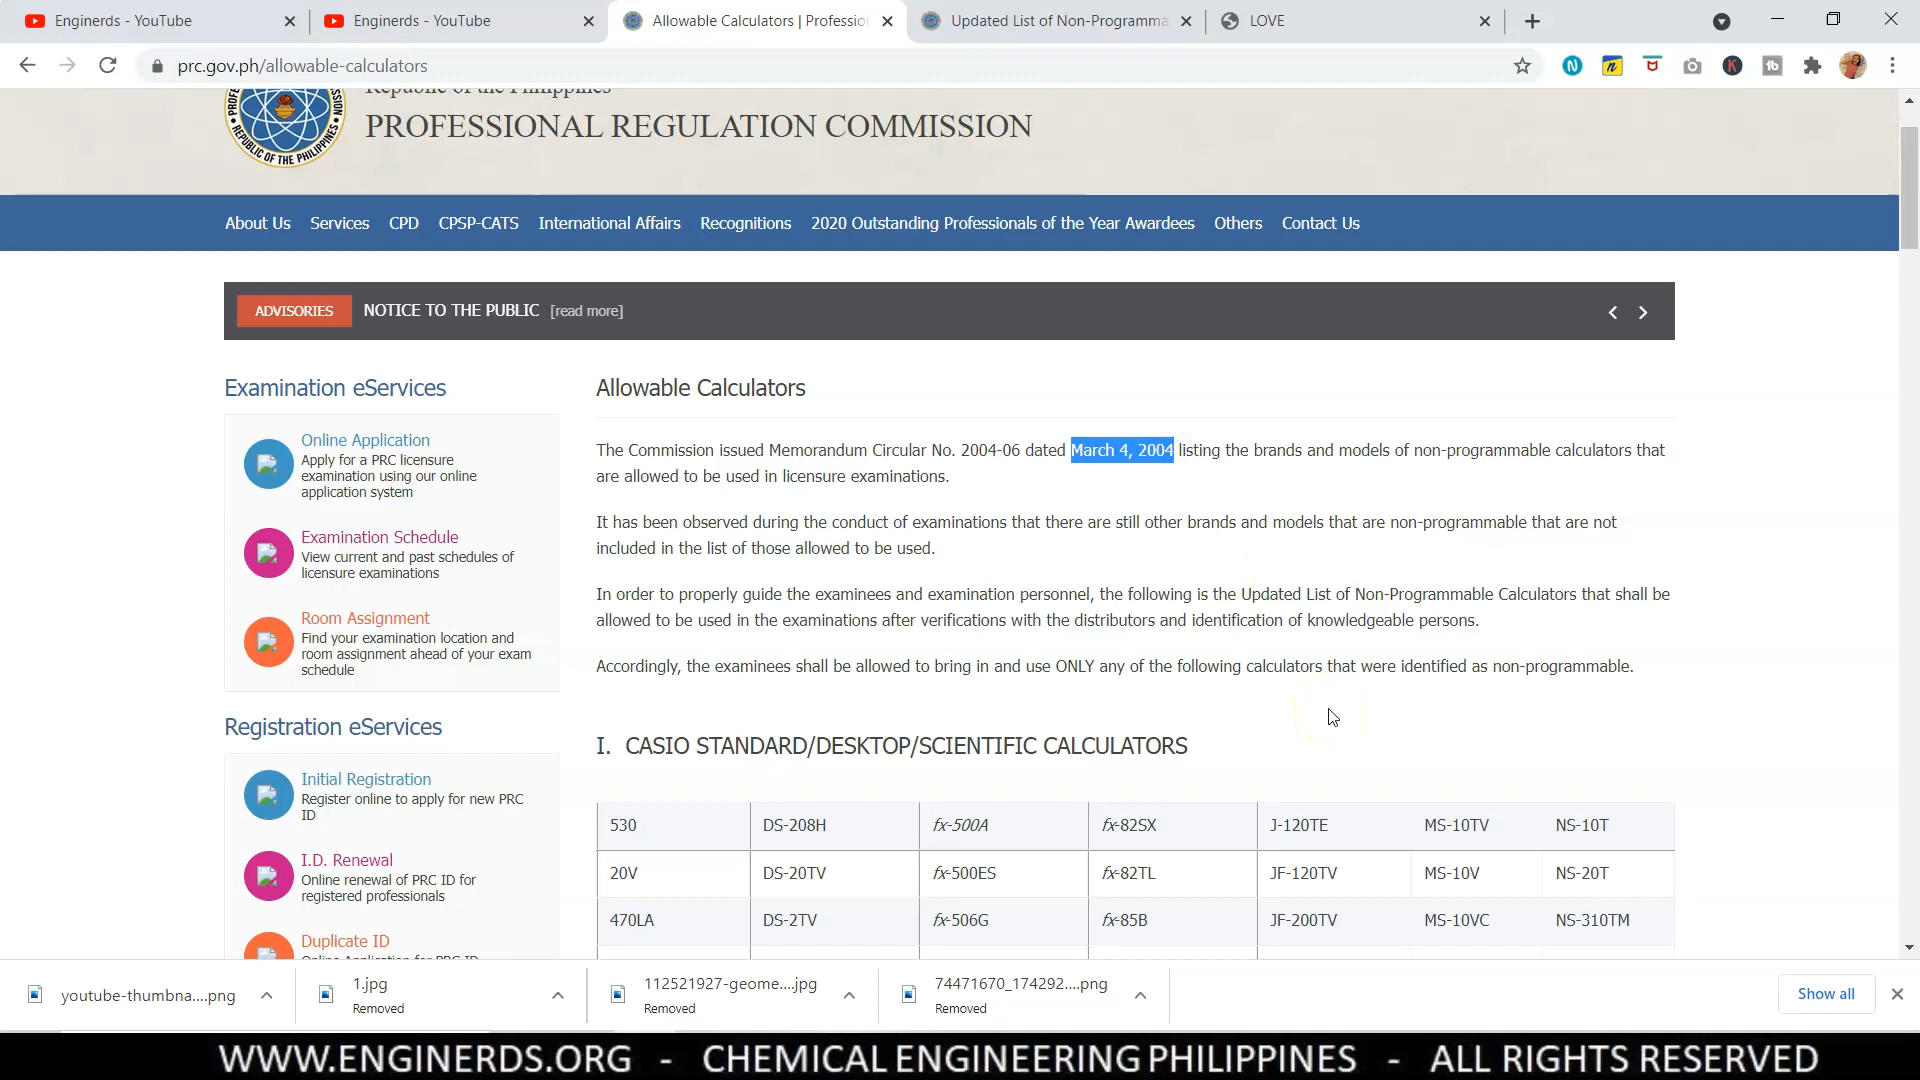 Enginerds - YouTube
Enginerds - YouTube
Allowable Calculators | Profession
Updated List of Non-Programma
LOVE
prc.gov.ph/allowable-calculators
Republic of the Philippines
PROFESSIONAL REGULATION COMMISSION
REPUBLIC OF THE PHILIPPINES
About Us Services CPD CPSP-CATS International Affairs Recognitions 2020 Outstanding Professionals of the Year Awardees Others Contact Us
ADVISORIES NOTICE TO THE PUBLIC [read more]
Examination eServices
Online Application
Apply for a PRC licensure
examination using our online
application system
Examination Schedule
View current and past schedules of
licensure examinations
Room Assignment
Find your examination location and
room assignment ahead of your exam
schedule
Registration eServices
Initial Registration
Register online to apply for new PRC
ID
I.D. Renewal
Online renewal of PRC ID for
registered professionals
Duplicate ID
Online Application for PRC ID
Allowable Calculators
The Commission issued Memorandum Circular No. 2004-06 dated March 4, 2004 listing the brands and models of non-programmable calculators that
are allowed to be used in licensure examinations.
It has been observed during the conduct of examinations that there are still other brands and models that are non-programmable that are not
included in the list of those allowed to be used.
In order to properly guide the examinees and examination personnel, the following is the Updated List of Non-Programmable Calculators that shall be
allowed to be used in the examinations after verifications with the distributors and identification of knowledgeable persons.
Accordingly, the examinees shall be allowed to bring in and use ONLY any of the following calculators that were identified as non-programmable.
I. CASIO STANDARD/DESKTOP/SCIENTIFIC CALCULATORS
530 DS-208H fx-500A fx-82SX J-120TE MS-10TV NS-10T
20V DS-20TV fx-500ES fx-82TL JF-120TV MS-10V NS-20T
470LA DS-2TV fx-506G fx-85B JF-200TV MS-10VC NS-310TM
youtube-thumbna....png
1.jpg
Removed
112521927-geome....jpg
Removed
74471670_174292....png
Removed
Show all
WWW.ENGINERDS.ORG - CHEMICAL ENGINEERING PHILIPPINES - ALL RIGHTS RESERVED